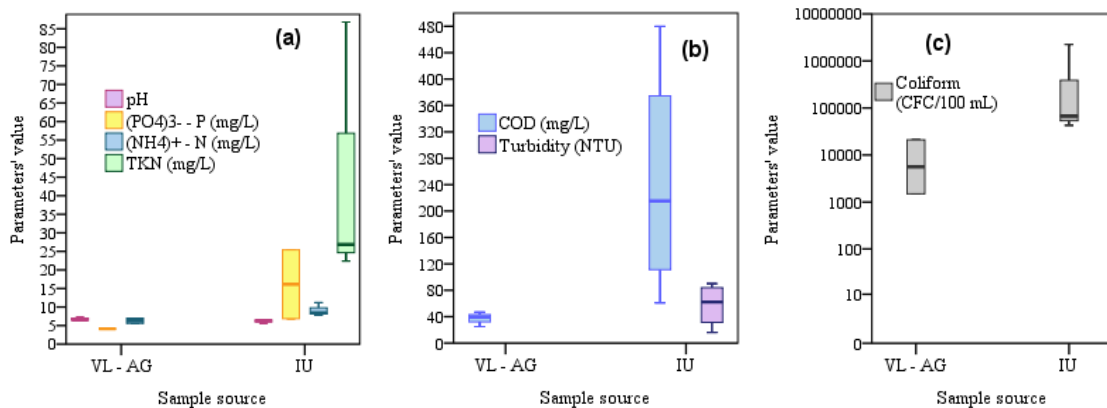 (a)
85
80
75
70
65
60
55
50
45
40
35
30
25
20
15
10
5
0
Parameters' value
pH
(PO4)3- - P (mg/L)
(NH4)+ - N (mg/L)
TKN (mg/L)
VL - AG
IU
Sample source
(b)
480
440
400
360
320
280
240
200
160
120
80
40
0
Parameters' value
COD (mg/L)
Turbidity (NTU)
VL - AG
IU
Sample source
(c)
10000000
1000000
100000
10000
1000
100
10
0
Parameters' value
Coliform
(CFC/100 mL)
VL - AG
IU
Sample source